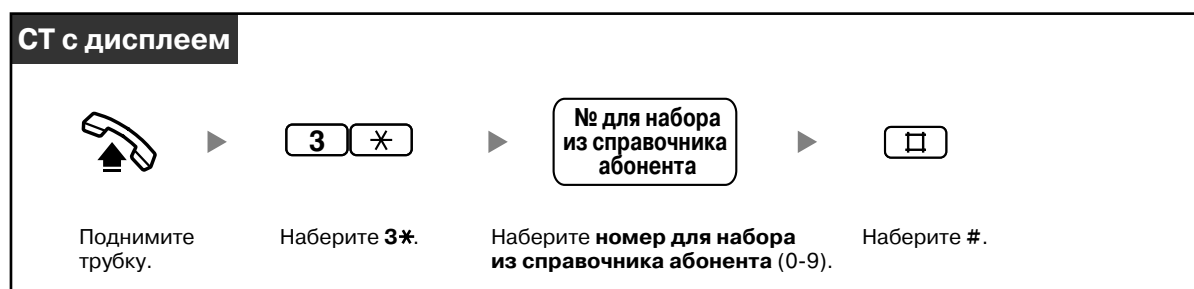 СТ с дисплеем
3 ✳
№ для набора
из справочника
абонента
#
Поднимите
трубку.
Наберите 3✳.
Наберите номер для набора
из справочника абонента (0-9).
Наберите #.